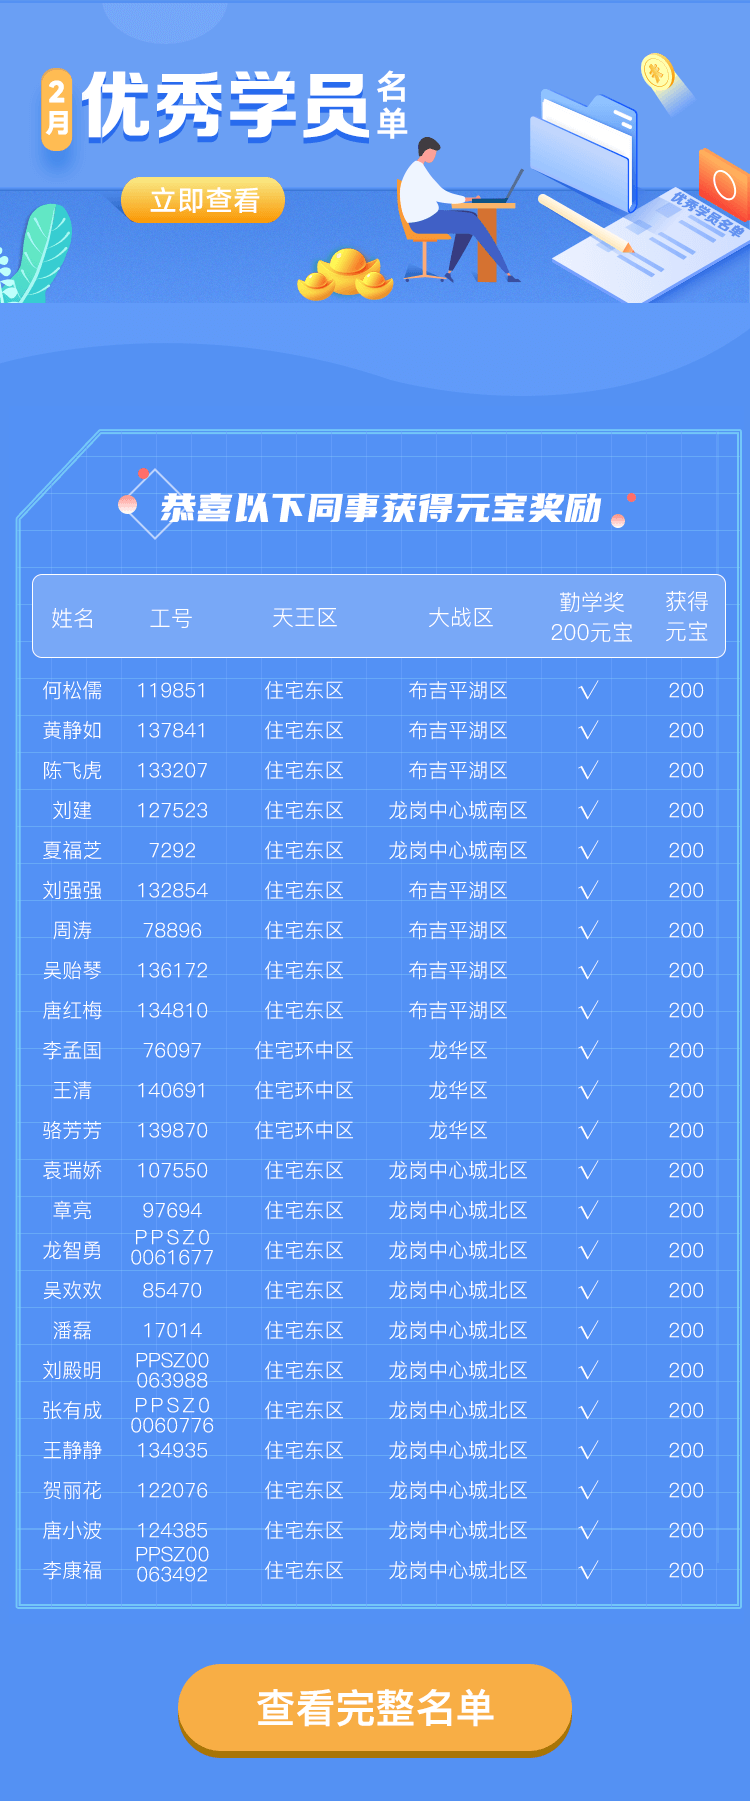 2月
优秀学员
名单
立即查看
优秀学员名单
恭喜以下同事获得元宝奖励
姓名 工号 天王区 大战区 勤学奖200元宝 获得元宝
何松儒 119851 住宅东区 布吉平湖区 √ 200
黄静如 137841 住宅东区 布吉平湖区 √ 200
陈飞虎 133207 住宅东区 布吉平湖区 √ 200
刘建 127523 住宅东区 龙岗中心城南区 √ 200
夏福芝 7292 住宅东区 龙岗中心城南区 √ 200
刘强强 132854 住宅东区 布吉平湖区 √ 200
周涛 78896 住宅东区 布吉平湖区 √ 200
吴贻琴 136172 住宅东区 布吉平湖区 √ 200
唐红梅 134810 住宅东区 布吉平湖区 √ 200
李孟国 76097 住宅环中区 龙华区 √ 200
王清 140691 住宅环中区 龙华区 √ 200
骆芳芳 139870 住宅环中区 龙华区 √ 200
袁瑞娇 107550 住宅东区 龙岗中心城北区 √ 200
章亮 97694 住宅东区 龙岗中心城北区 √ 200
龙智勇 PPSZ00061677 住宅东区 龙岗中心城北区 √ 200
吴欢欢 85470 住宅东区 龙岗中心城北区 √ 200
潘磊 17014 住宅东区 龙岗中心城北区 √ 200
刘殿明 PPSZ00063988 住宅东区 龙岗中心城北区 √ 200
张有成 PPSZ00060776 住宅东区 龙岗中心城北区 √ 200
王静静 134935 住宅东区 龙岗中心城北区 √ 200
贺丽花 122076 住宅东区 龙岗中心城北区 √ 200
唐小波 124385 住宅东区 龙岗中心城北区 √ 200
李康福 PPSZ00063492 住宅东区 龙岗中心城北区 √ 200
查看完整名单